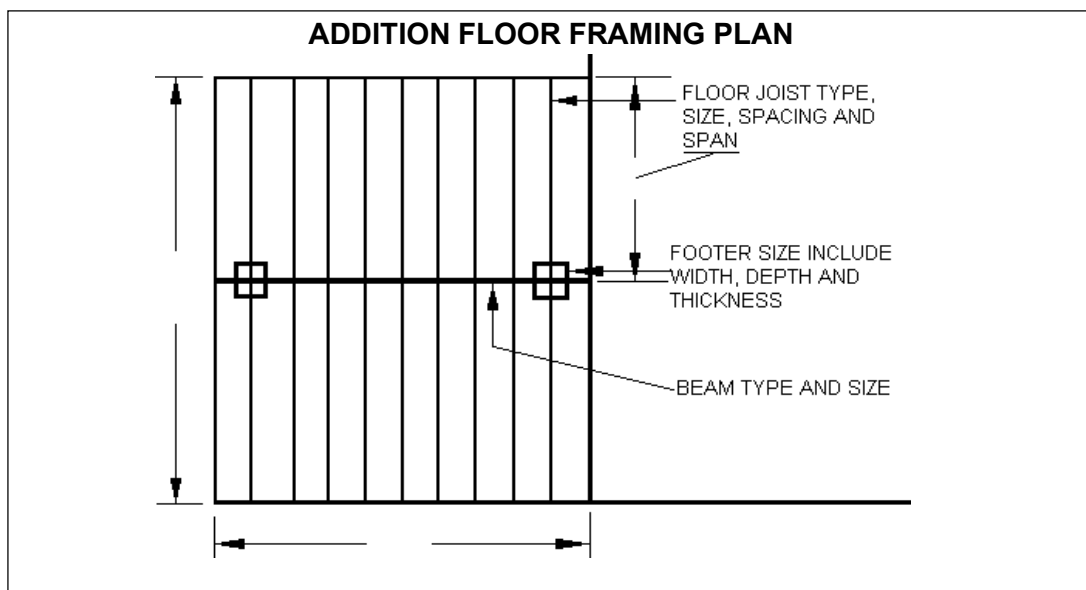 ADDITION FLOOR FRAMING PLAN
FLOOR JOIST TYPE,
SIZE, SPACING AND
SPAN
FOOTER SIZE INCLUDE
WIDTH, DEPTH AND
THICKNESS
BEAM TYPE AND SIZE